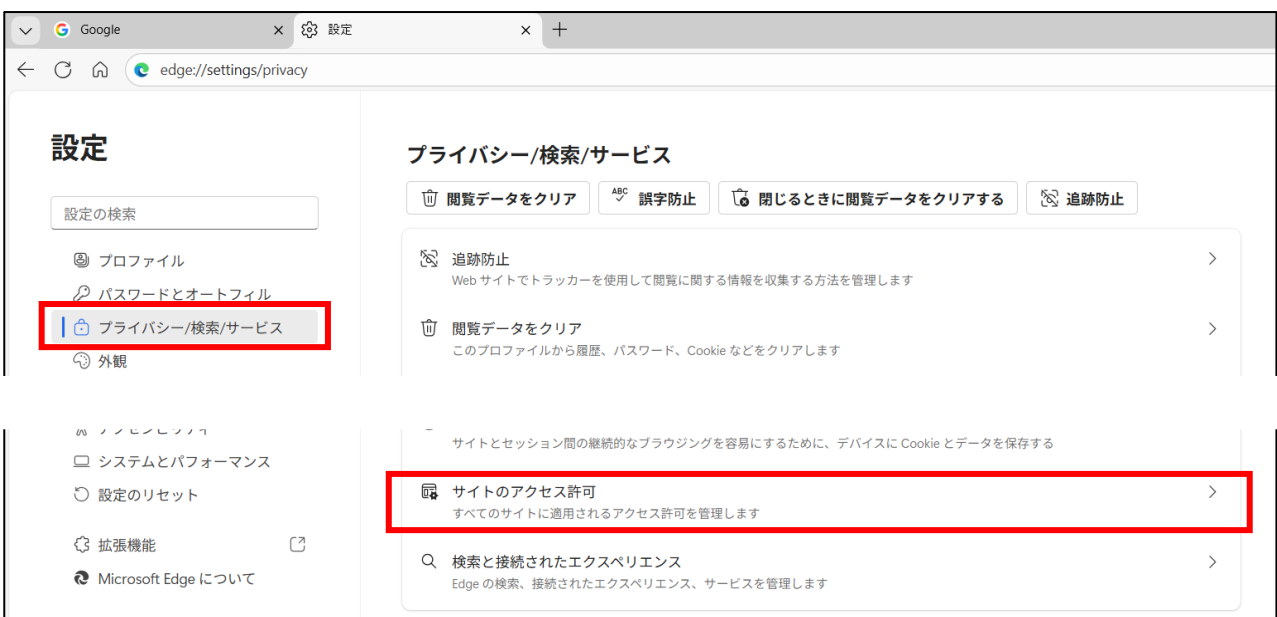 Google
設定
edge://settings/privacy
設定
設定の検索
プロファイル
パスワードとオートフィル
プライバシー/検索/サービス
外観
プライバシー/検索/サービス
閲覧データをクリア
ABC
誤字防止
閉じるときに閲覧データをクリアする
追跡防止
追跡防止
Web サイトでトラッカーを使用して閲覧に関する情報を収集する方法を管理します
閲覧データをクリア
このプロファイルから履歴、パスワード、Cookie などをクリアします
システムとパフォーマンス
設定のリセット
拡張機能
Microsoft Edge について
サイトとセッション間の継続的なブラウジングを容易にするために、デバイスに Cookie とデータを保存する
サイトのアクセス許可
すべてのサイトに適用されるアクセス許可を管理します
検索と接続されたエクスペリエンス
Edge の検索、接続されたエクスペリエンス、サービスを管理します